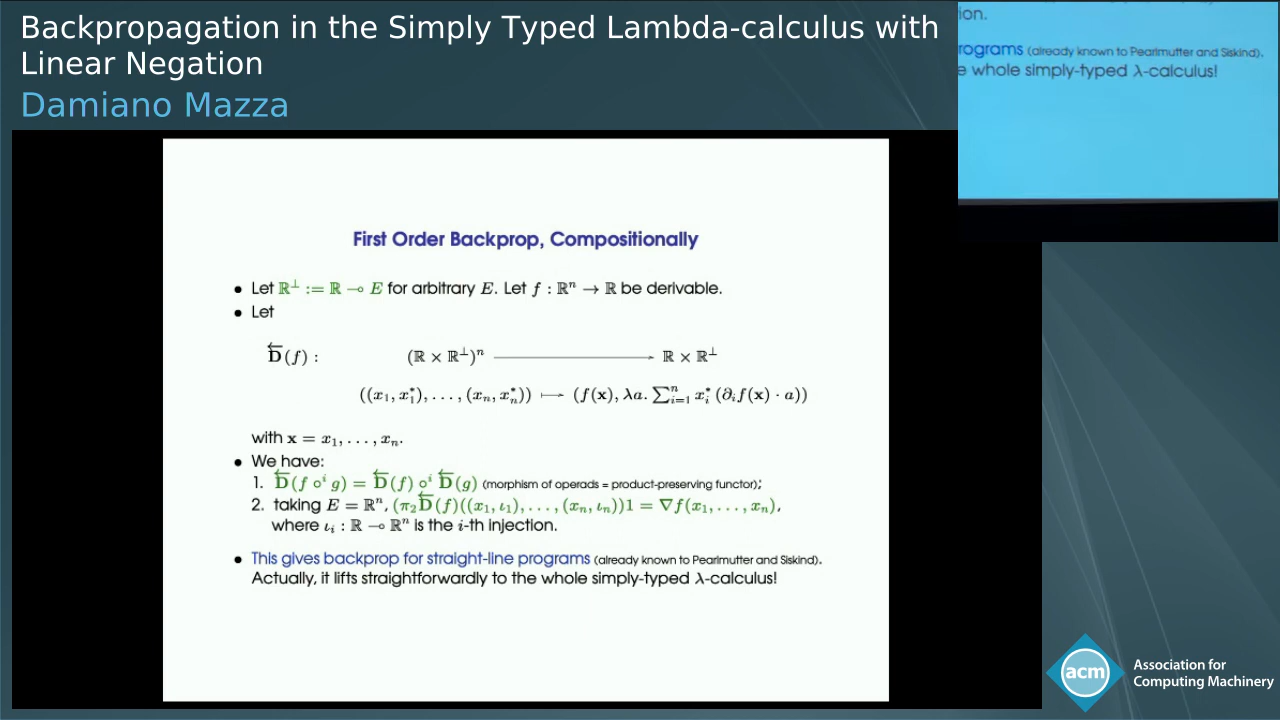 Backpropagation in the Simply Typed Lambda-calculus with
Linear Negation
Damiano Mazza
ion.
rograms (already known to Pearlmutter and Siskind).
e whole simply-typed λ-calculus!
First Order Backprop, Compositionally
• Let ℝ^⊥ := ℝ ⊸ E for arbitrary E. Let f : ℝⁿ → ℝ be derivable.
• Let
D⃖(f) : (ℝ × ℝ^⊥)ⁿ ⟶ ℝ × ℝ^⊥
((x₁, x₁*), . . . , (xₙ, xₙ*)) ⟼ (f(𝐱), λa. ∑ᵢ₌₁ⁿ xᵢ* (∂ᵢf(𝐱) · a))
with 𝐱 = x₁, . . . , xₙ.
• We have:
1. D⃖(f ∘ⁱ g) = D⃖(f) ∘ⁱ D⃖(g) (morphism of operads = product-preserving functor);
2. taking E = ℝⁿ, (π₂D⃖(f)((x₁, ι₁), . . . , (xₙ, ιₙ))1 = ∇f(x₁, . . . , xₙ),
where ιᵢ : ℝ ⊸ ℝⁿ is the i-th injection.
• This gives backprop for straight-line programs (already known to Pearlmutter and Siskind).
Actually, it lifts straightforwardly to the whole simply-typed λ-calculus!
acm
Association for
Computing Machinery